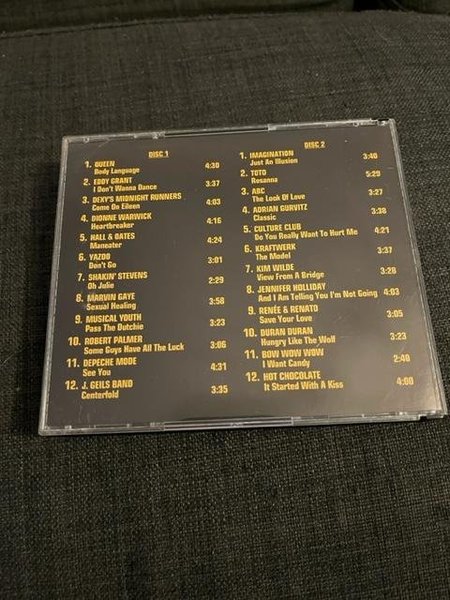 DISC 1
1. QUEEN
Body Language 4:30
2. EDDY GRANT
I Don't Wanna Dance 3:37
3. DEXY'S MIDNIGHT RUNNERS
Come On Eileen 4:03
4. DIONNE WARWICK
Heartbreaker 4:16
5. HALL & OATES
Maneater 4:24
6. YAZOO
Don't Go 3:01
7. SHAKIN' STEVENS
Oh Julie 2:29
8. MARVIN GAYE
Sexual Healing 3:58
9. MUSICAL YOUTH
Pass The Dutchie 3:23
10. ROBERT PALMER
Some Guys Have All The Luck 3:06
11. DEPECHE MODE
See You 4:31
12. J. GEILS BAND
Centerfold 3:35
DISC 2
1. IMAGINATION
Just An Illusion 3:40
2. TOTO
Rosanna 5:29
3. ABC
The Look Of Love 3:27
4. ADRIAN GURVITZ
Classic 3:38
5. CULTURE CLUB
Do You Really Want To Hurt Me 4:21
6. KRAFTWERK
The Model 3:37
7. KIM WILDE
View From A Bridge 3:28
8. JENNIFER HOLLIDAY
And I Am Telling You I'm Not Going 4:03
9. RENÉE & RENATO
Save Your Love 3:05
10. DURAN DURAN
Hungry Like The Wolf 3:23
11. BOW WOW WOW
I Want Candy 2:40
12. HOT CHOCOLATE
It Started With A Kiss 4:00